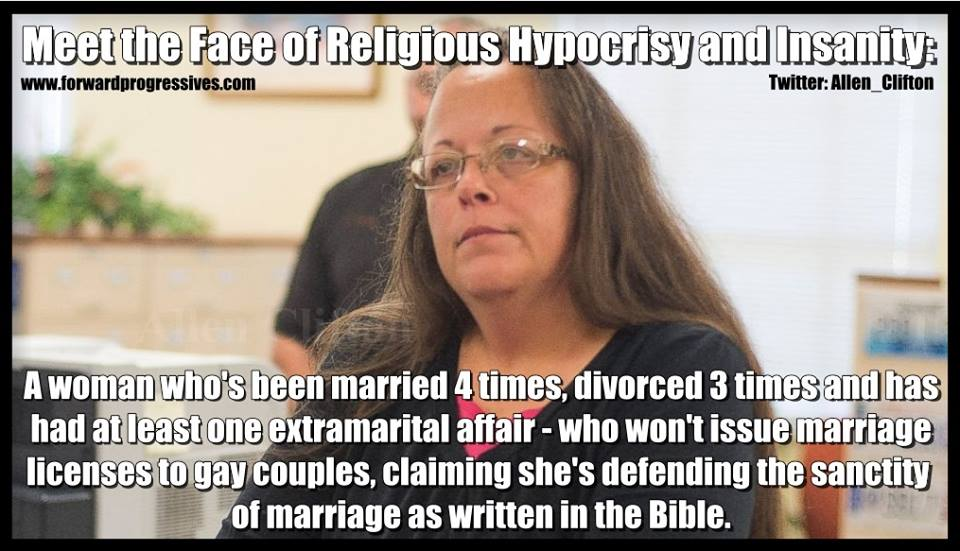 Meet the Face of Religious Hypocrisy and Insanity:
www.forwardprogressives.com
Twitter: Allen_Clifton
Allen Clifton
A woman who's been married 4 times, divorced 3 times and has
had at least one extramarital affair - who won't issue marriage
licenses to gay couples, claiming she's defending the sanctity
of marriage as written in the Bible.